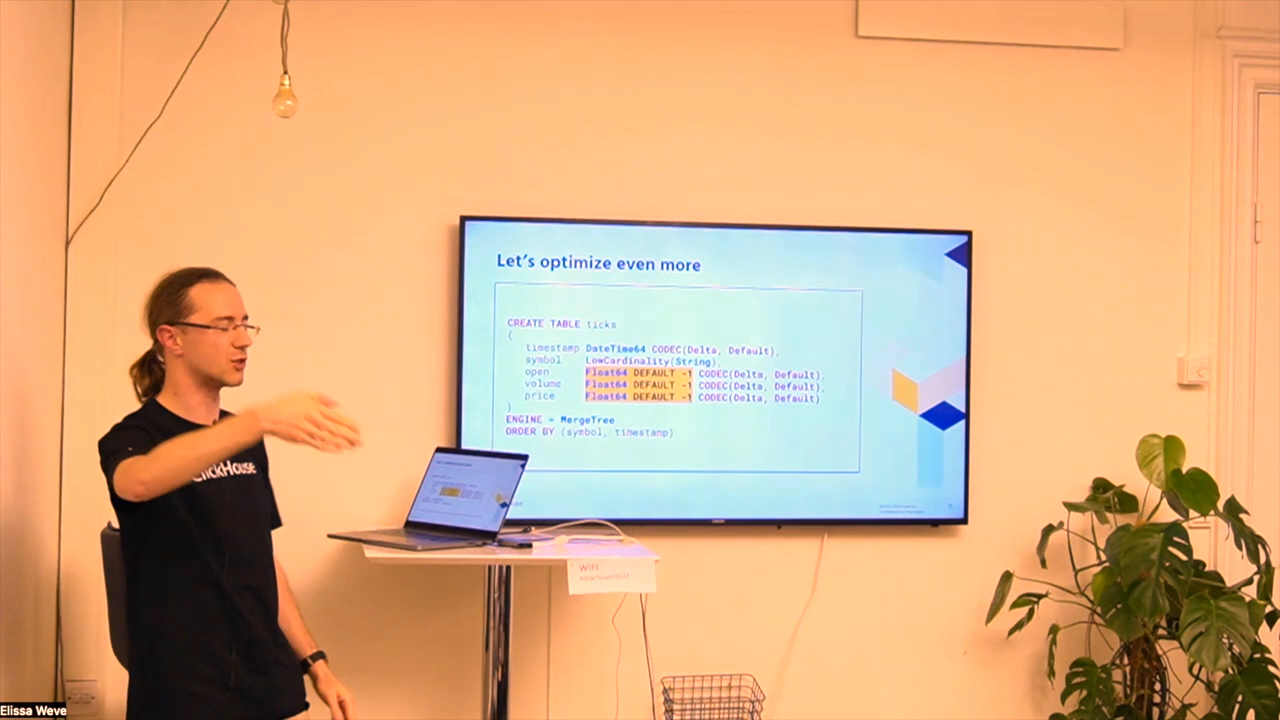 Let's optimize even more
CREATE TABLE ticks
(
timestamp DateTime64 CODEC(Delta, Default),
symbol LowCardinality(String),
open Float64 DEFAULT -1 CODEC(Delta, Default),
volume Float64 DEFAULT -1 CODEC(Delta, Default),
price Float64 DEFAULT -1 CODEC(Delta, Default)
)
ENGINE = MergeTree
ORDER BY (symbol, timestamp)
ClickHouse
WIFI:
Elissa Weve